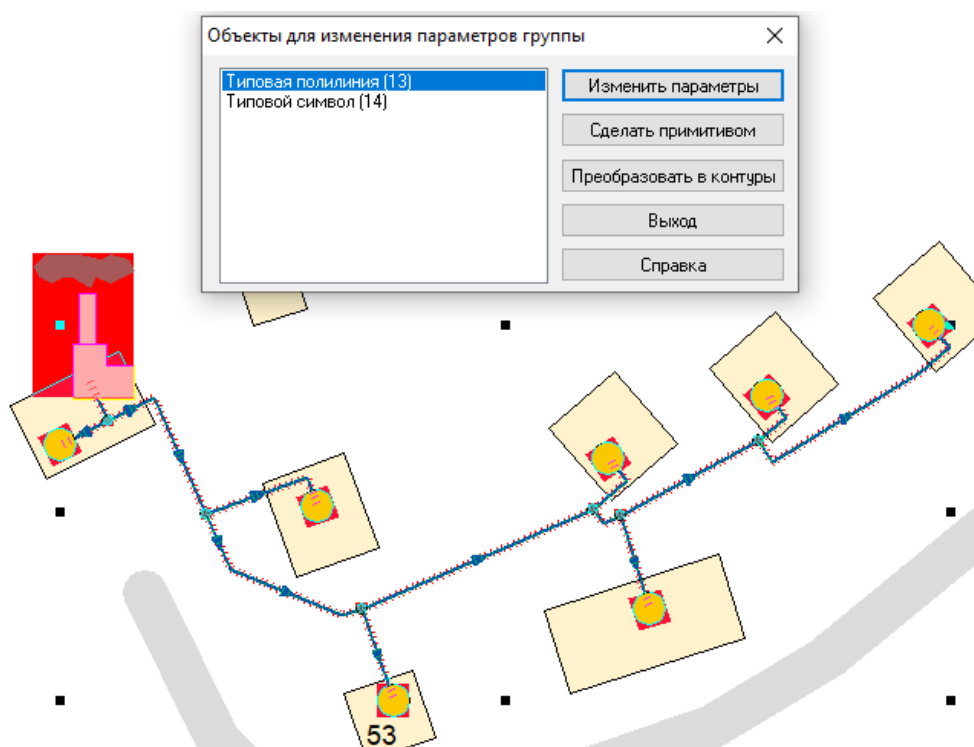 Объекты для изменения параметров группы
Типовая полилиния (13)
Типовой символ (14)
Изменить параметры
Сделать примитивом
Преобразовать в контуры
Выход
Справка
53